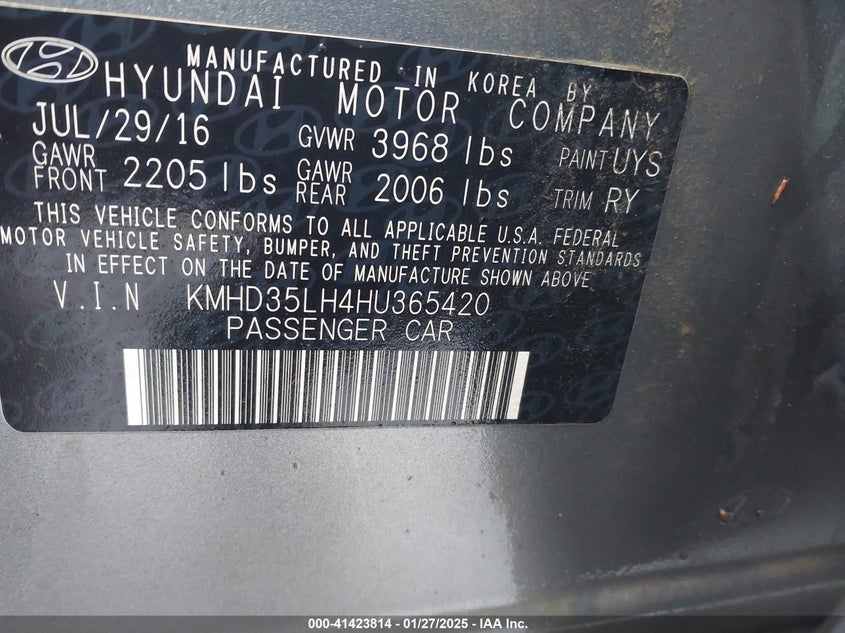 MANUFACTURED IN KOREA BY
HYUNDAI MOTOR COMPANY
JUL/29/16 GVWR 3968 lbs PAINT UYS
GAWR FRONT 2205 lbs GAWR REAR 2006 lbs TRIM RY
THIS VEHICLE CONFORMS TO ALL APPLICABLE U.S.A. FEDERAL
MOTOR VEHICLE SAFETY, BUMPER, AND THEFT PREVENTION STANDARDS
IN EFFECT ON THE DATE OF MANUFACTURE SHOWN ABOVE
V.I.N KMHD35LH4HU365420
PASSENGER CAR
000-41423814 - 01/27/2025 - IAA Inc.